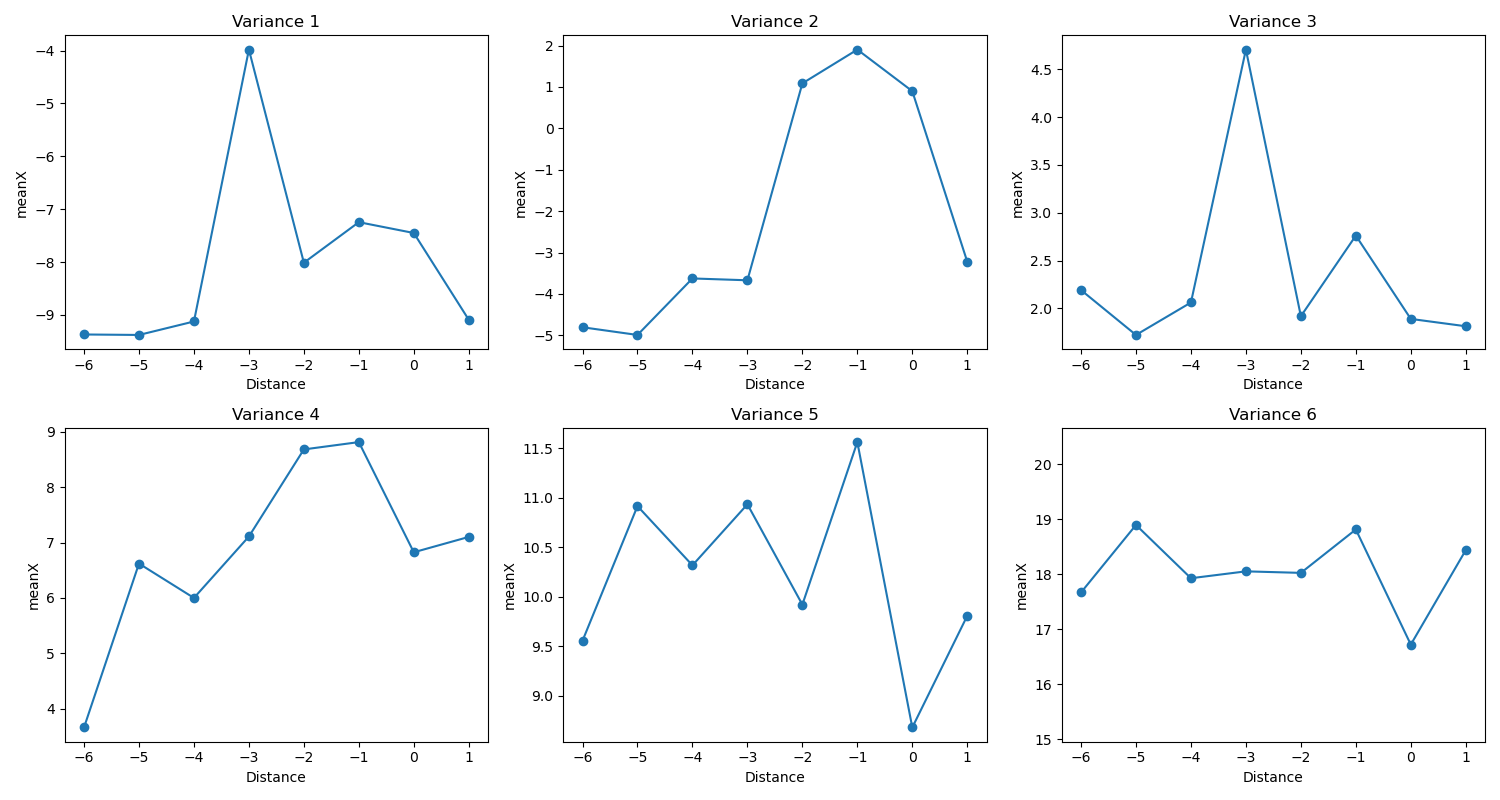 Variance 1
−4
−5
−6
−7
−8
−9
meanX
−6 −5 −4 −3 −2 −1 0 1
Distance
Variance 2
2
1
0
−1
−2
−3
−4
−5
meanX
−6 −5 −4 −3 −2 −1 0 1
Distance
Variance 3
4.5
4.0
3.5
3.0
2.5
2.0
meanX
−6 −5 −4 −3 −2 −1 0 1
Distance
Variance 4
9
8
7
6
5
4
meanX
−6 −5 −4 −3 −2 −1 0 1
Distance
Variance 5
11.5
11.0
10.5
10.0
9.5
9.0
meanX
−6 −5 −4 −3 −2 −1 0 1
Distance
Variance 6
20
19
18
17
16
15
meanX
−6 −5 −4 −3 −2 −1 0 1
Distance